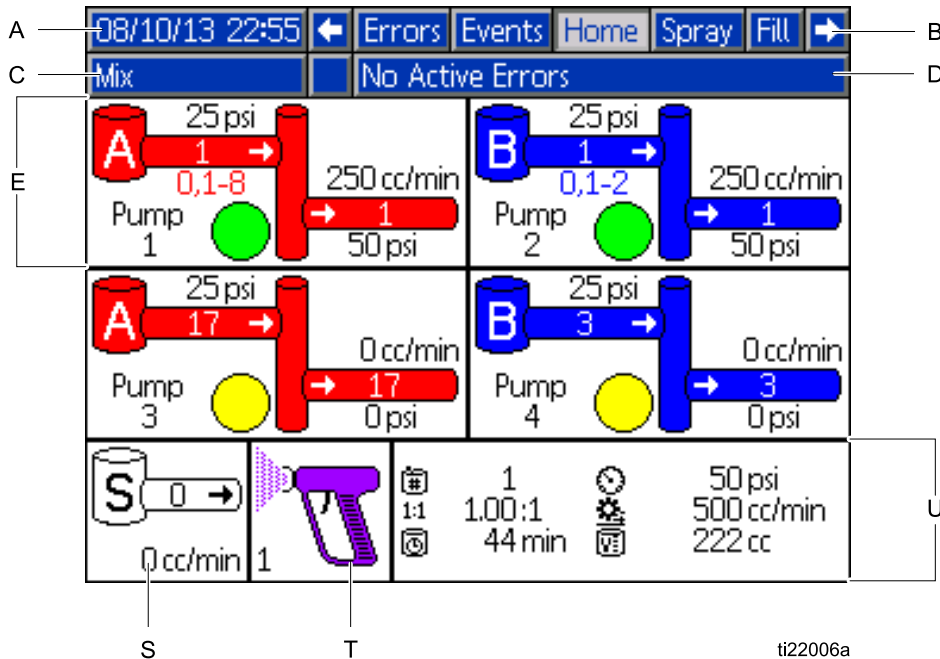 A 08/10/13 22:55 Errors Events Home Spray Fill B
C Mix No Active Errors D
E
25 psi
A 1
0,1-8
250 cc/min
Pump
1
1
50 psi
25 psi
B 1
0,1-2
250 cc/min
Pump
2
1
50 psi
25 psi
A 17
0 cc/min
Pump
3
17
0 psi
25 psi
B 3
0 cc/min
Pump
4
3
0 psi
S 0
0 cc/min
1
# 1 50 psi
1:1 1.00:1 500 cc/min
44 min 222 cc
U
S T ti22006a